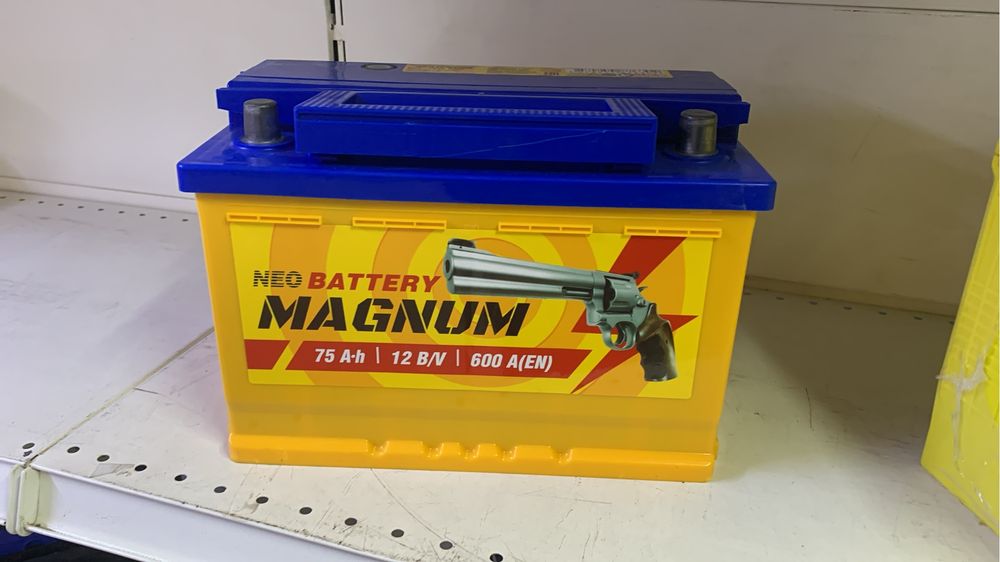 NEO BATTERY
MAGNUM
75 A·h | 12 B/V | 600 A(EN)